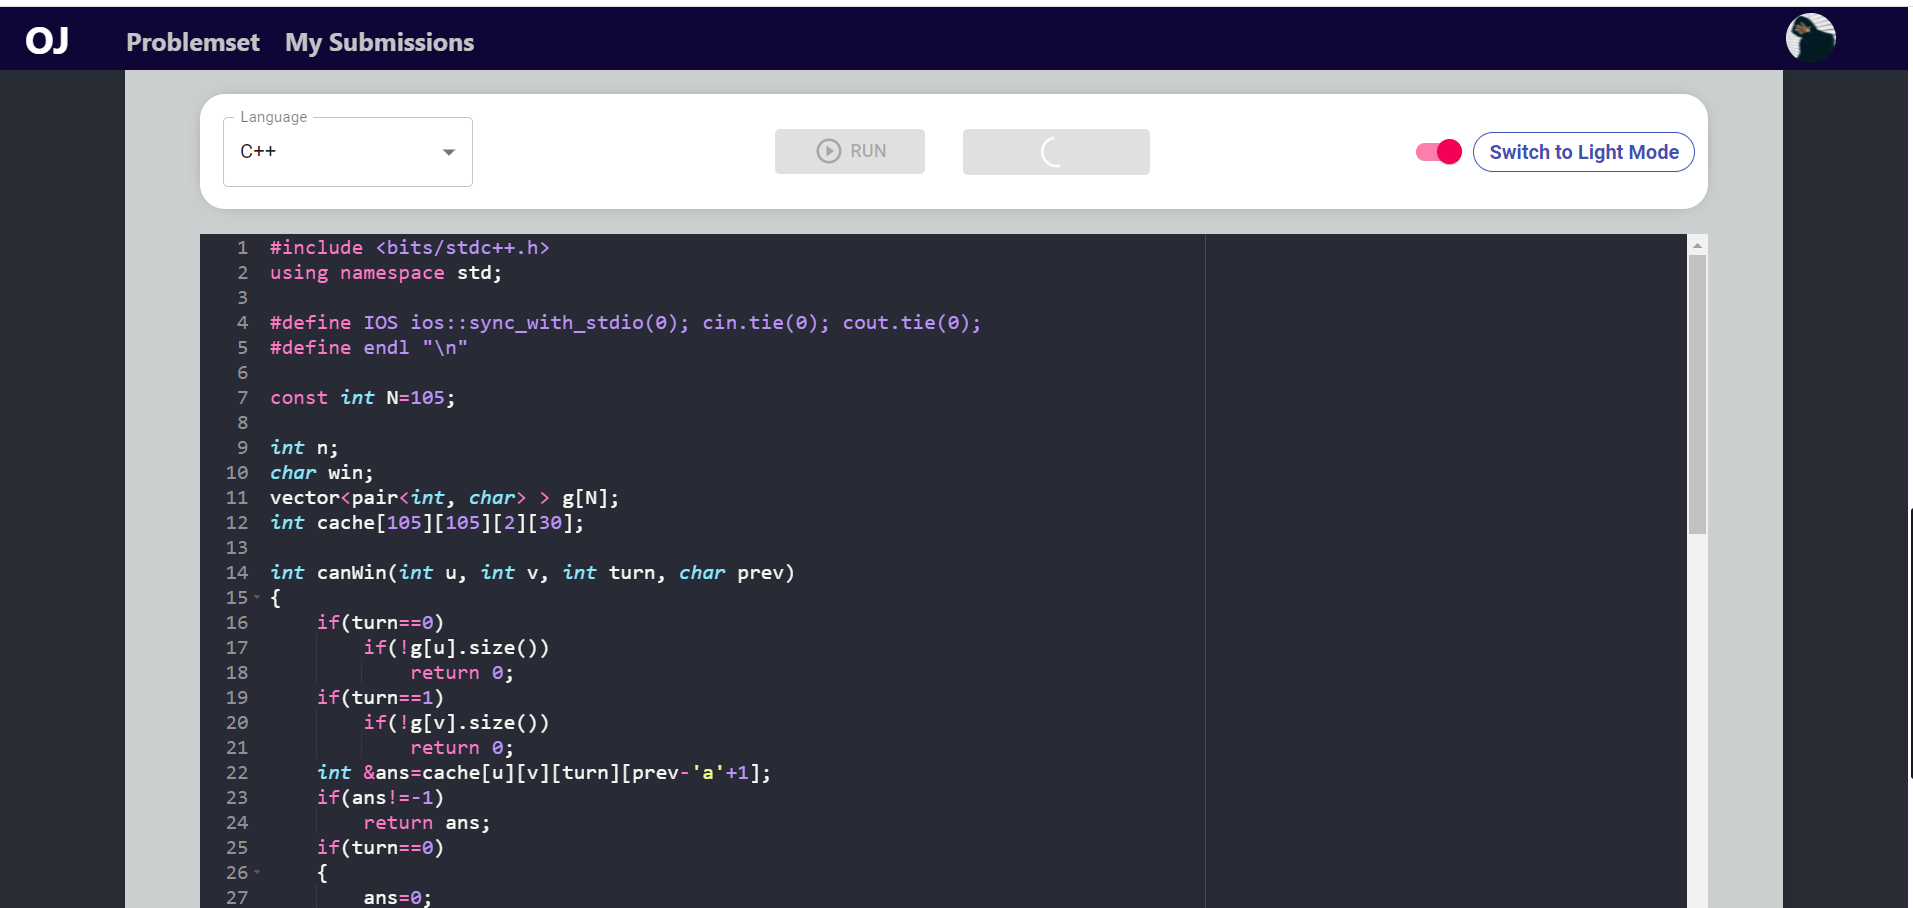 OJ Problemset My Submissions
Language
C++ RUN Switch to Light Mode
1 #include <bits/stdc++.h>
2 using namespace std;
3
4 #define IOS ios::sync_with_stdio(0); cin.tie(0); cout.tie(0);
5 #define endl "\n"
6
7 const int N=105;
8
9 int n;
10 char win;
11 vector<pair<int, char> > g[N];
12 int cache[105][105][2][30];
13
14 int canWin(int u, int v, int turn, char prev)
15 {
16     if(turn==0)
17         if(!g[u].size())
18             return 0;
19     if(turn==1)
20         if(!g[v].size())
21             return 0;
22     int &ans=cache[u][v][turn][prev-'a'+1];
23     if(ans!=-1)
24         return ans;
25     if(turn==0)
26     {
27         ans=0;